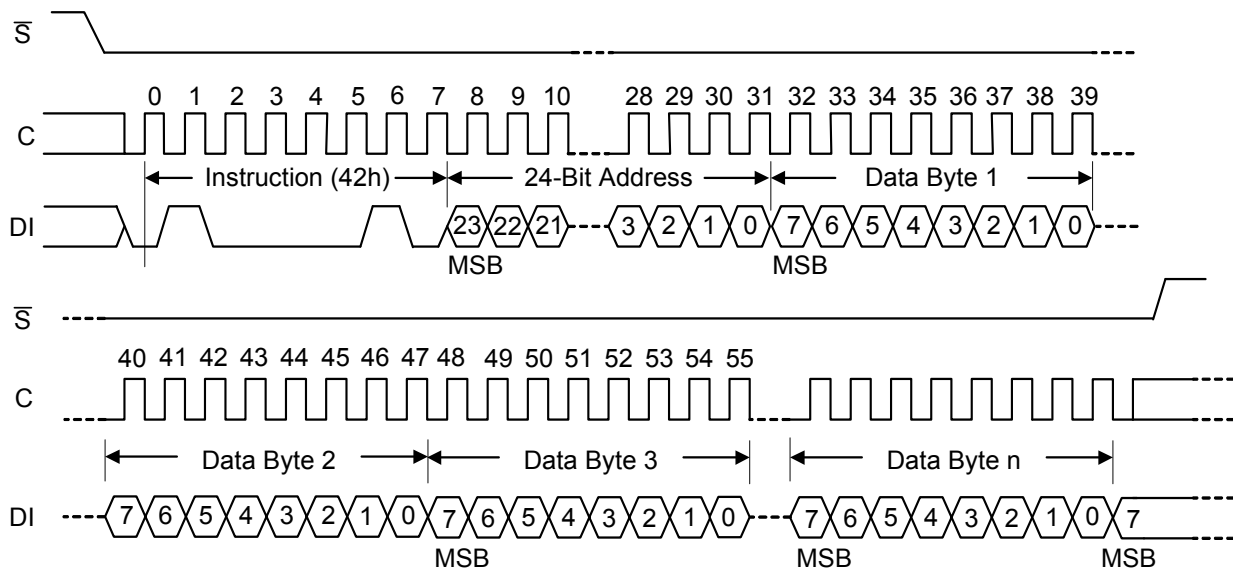 S̅
0 1 2 3 4 5 6 7 8 9 10 28 29 30 31 32 33 34 35 36 37 38 39
C
Instruction (42h) 24-Bit Address Data Byte 1
DI 23 22 21 3 2 1 0 7 6 5 4 3 2 1 0
MSB MSB
S̅
40 41 42 43 44 45 46 47 48 49 50 51 52 53 54 55
C
Data Byte 2 Data Byte 3 Data Byte n
DI 7 6 5 4 3 2 1 0 7 6 5 4 3 2 1 0 7 6 5 4 3 2 1 0 7
MSB MSB MSB